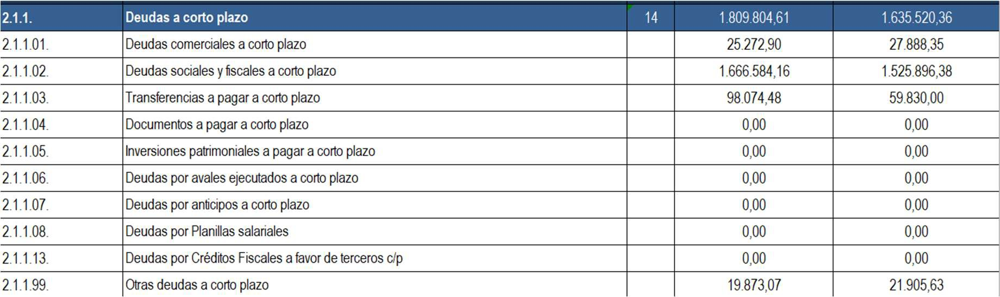 2.1.1. Deudas a corto plazo 14 1.809.804,61 1.635.520,36
2.1.1.01. Deudas comerciales a corto plazo 25.272,90 27.888,35
2.1.1.02. Deudas sociales y fiscales a corto plazo 1.666.584,16 1.525.896,38
2.1.1.03. Transferencias a pagar a corto plazo 98.074,48 59.830,00
2.1.1.04. Documentos a pagar a corto plazo 0,00 0,00
2.1.1.05. Inversiones patrimoniales a pagar a corto plazo 0,00 0,00
2.1.1.06. Deudas por avales ejecutados a corto plazo 0,00 0,00
2.1.1.07. Deudas por anticipos a corto plazo 0,00 0,00
2.1.1.08. Deudas por Planillas salariales 0,00 0,00
2.1.1.13. Deudas por Créditos Fiscales a favor de terceros c/p 0,00 0,00
2.1.1.99. Otras deudas a corto plazo 19.873,07 21.905,63